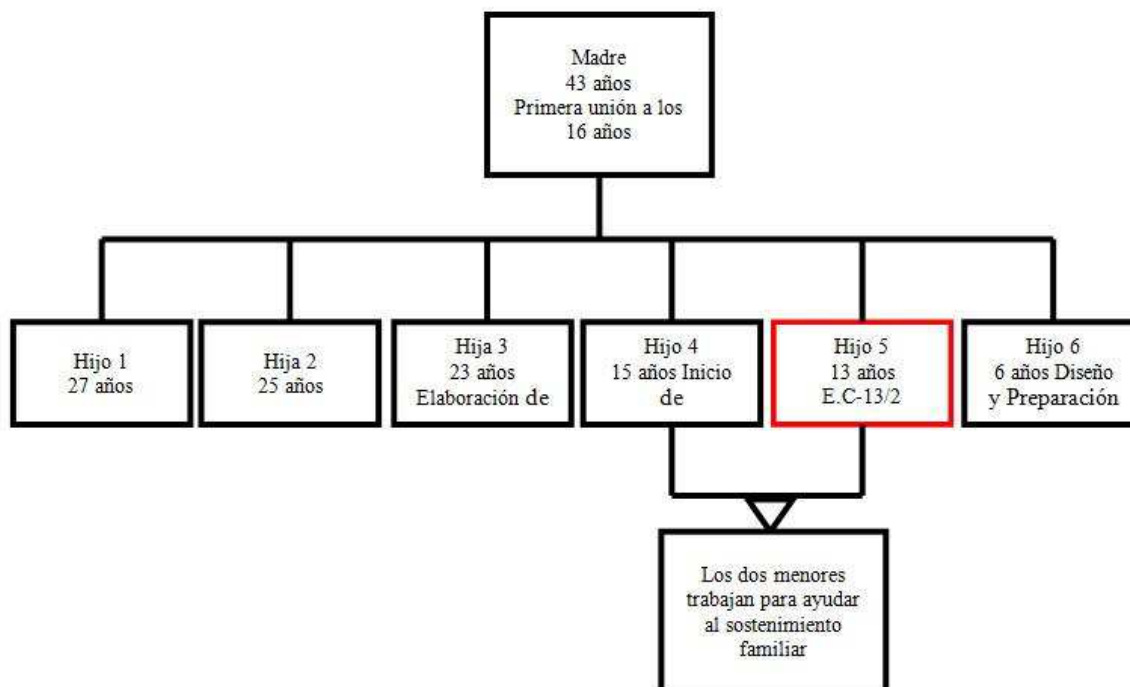 Madre
43 años
Primera unión a los
16 años
Hijo 1
27 años
Hija 2
25 años
Hija 3
23 años
Elaboración de
Hijo 4
15 años Inicio
de
Hijo 5
13 años
E.C-13/2
Hijo 6
6 años Diseño
y Preparación
Los dos menores
trabajan para ayudar
al sostenimiento
familiar